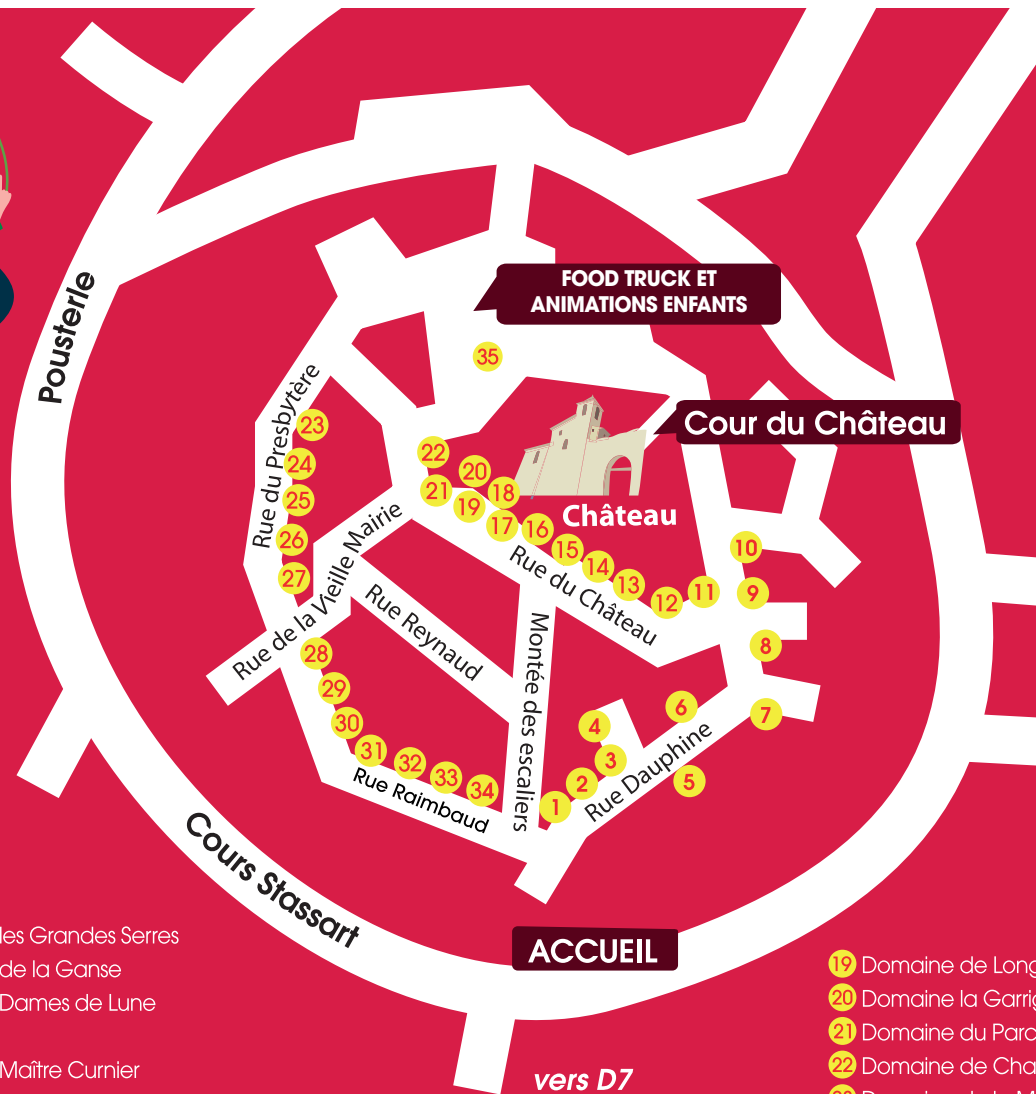 FOOD TRUCK ET
ANIMATIONS ENFANTS
Pousterle
35
Rue du Presbytère
23
Cour du Château
22
24
20
21
18
25
19
Château
17
16
26
10
15
Rue de la Vieille Mairie
14
27
13
Rue du Château
11
9
12
Rue Reynaud
Montée des escaliers
8
28
29
6
7
30
4
31
3
32
33
2
5
34
1
Rue Dauphine
Rue Raimbaud
Cours Stassart
ACCUEIL
les Grandes Serres
de la Ganse
Dames de Lune
Maître Curnier
vers D7
19 Domaine de Long
20 Domaine la Garrig
21 Domaine du Parc
22 Domaine de Cha